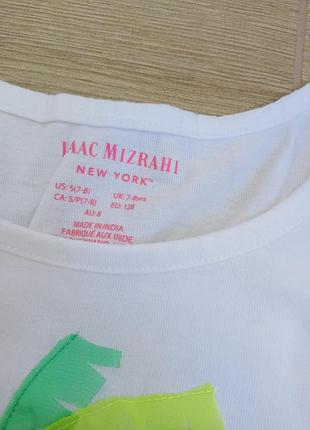 IAAC MIZRAHI
NEW YORK™
US: S(7-8) UK: 7-8yrs
CA: S/P(7-8) EU: 128
AU: 8
MADE IN INDIA
FABRIQUÉ AUX INDE